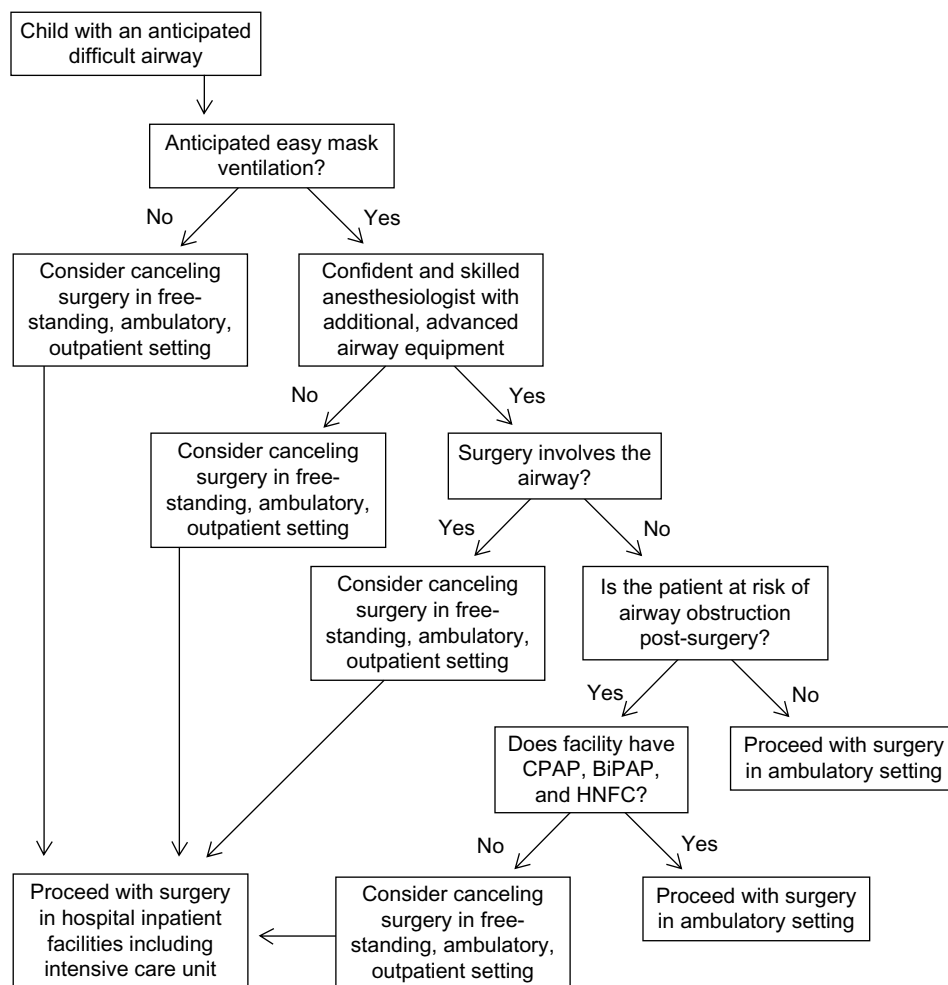 Child with an anticipated
difficult airway
Anticipated easy mask
ventilation?
No
Yes
Consider canceling
surgery in free-
standing, ambulatory,
outpatient setting
Confident and skilled
anesthesiologist with
additional, advanced
airway equipment
No
Yes
Consider canceling
surgery in free-
standing, ambulatory,
outpatient setting
Surgery involves the
airway?
Yes
No
Consider canceling
surgery in free-
standing, ambulatory,
outpatient setting
Is the patient at risk of
airway obstruction
post-surgery?
Yes
No
Does facility have
CPAP, BiPAP,
and HNFC?
Proceed with surgery
in ambulatory setting
No
Yes
Proceed with surgery
in hospital inpatient
facilities including
intensive care unit
Consider canceling
surgery in free-
standing, ambulatory,
outpatient setting
Proceed with surgery
in ambulatory setting